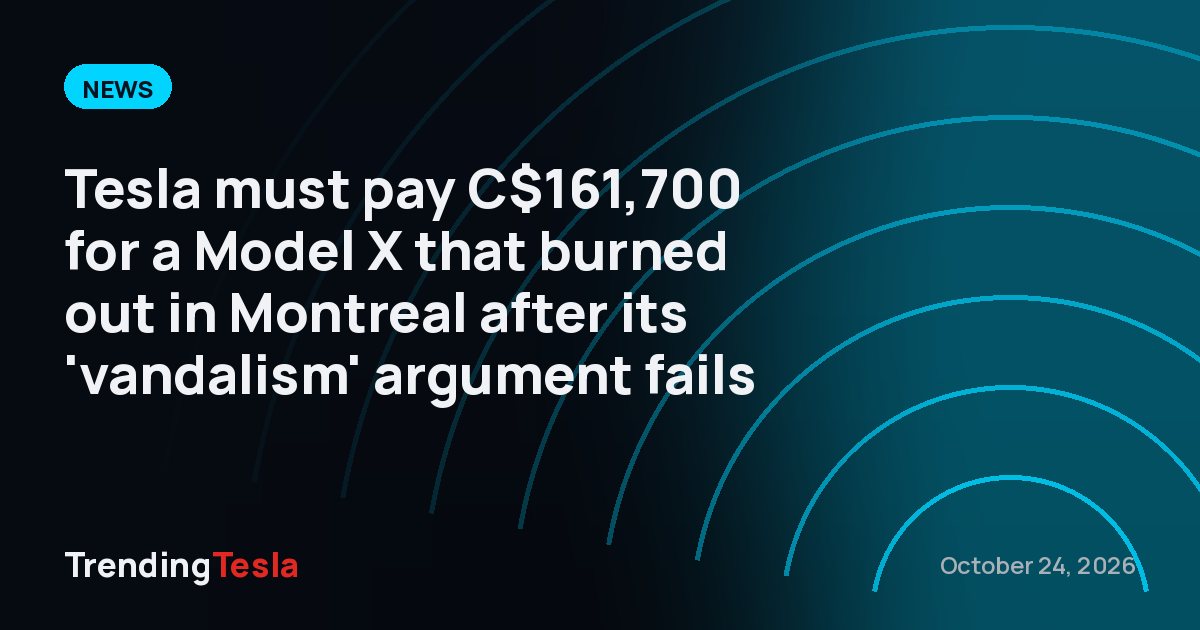 NEWS
Tesla must pay C$161,700
for a Model X that burned
out in Montreal after its
'vandalism' argument fails
TrendingTesla
October 24, 2026